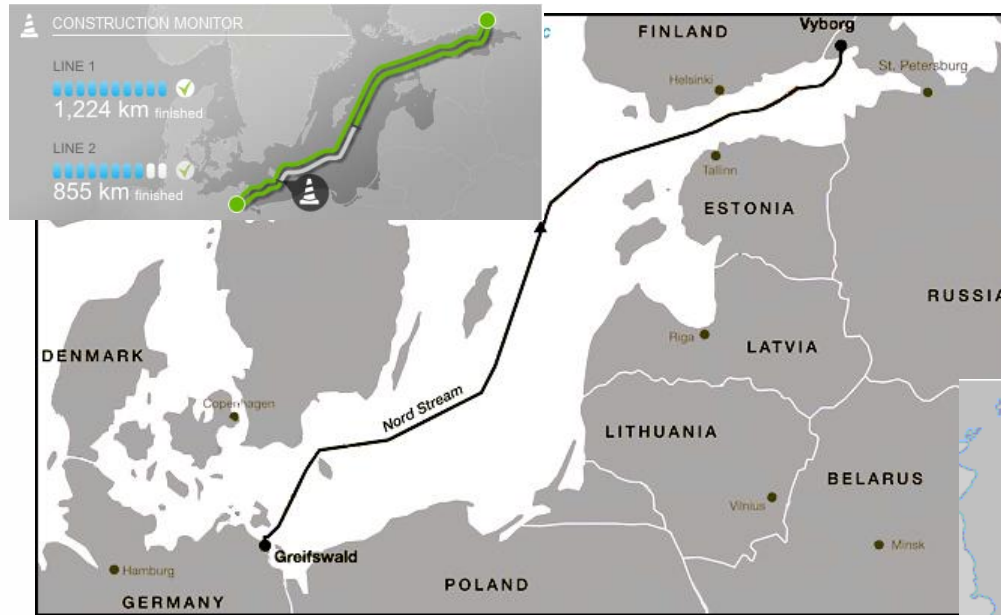 CONSTRUCTION MONITOR
LINE 1
1,224 km finished
LINE 2
855 km finished
c
FINLAND
Vyborg
Helsinki
St. Petersburg
Tallinn
ESTONIA
RUSSIA
Riga
LATVIA
DENMARK
Copenhagen
Nord Stream
LITHUANIA
BELARUS
Vilnius
Minsk
Greifswald
Hamburg
POLAND
GERMANY